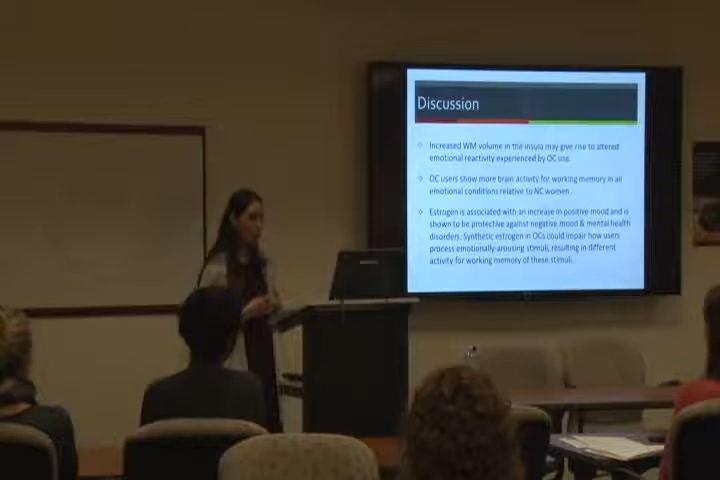 Discussion
Increased WM volume in the insula may give rise to altered
emotional reactivity experienced by OC use.
OC users show more brain activity for working memory in all
emotional conditions relative to NC women.
Estrogen is associated with an increase in positive mood and is
shown to be protective against negative mood & mental health
disorders. Synthetic estrogen in OCs could impair how users
process emotionally-arousing stimuli, resulting in different
activity for working memory of these stimuli.